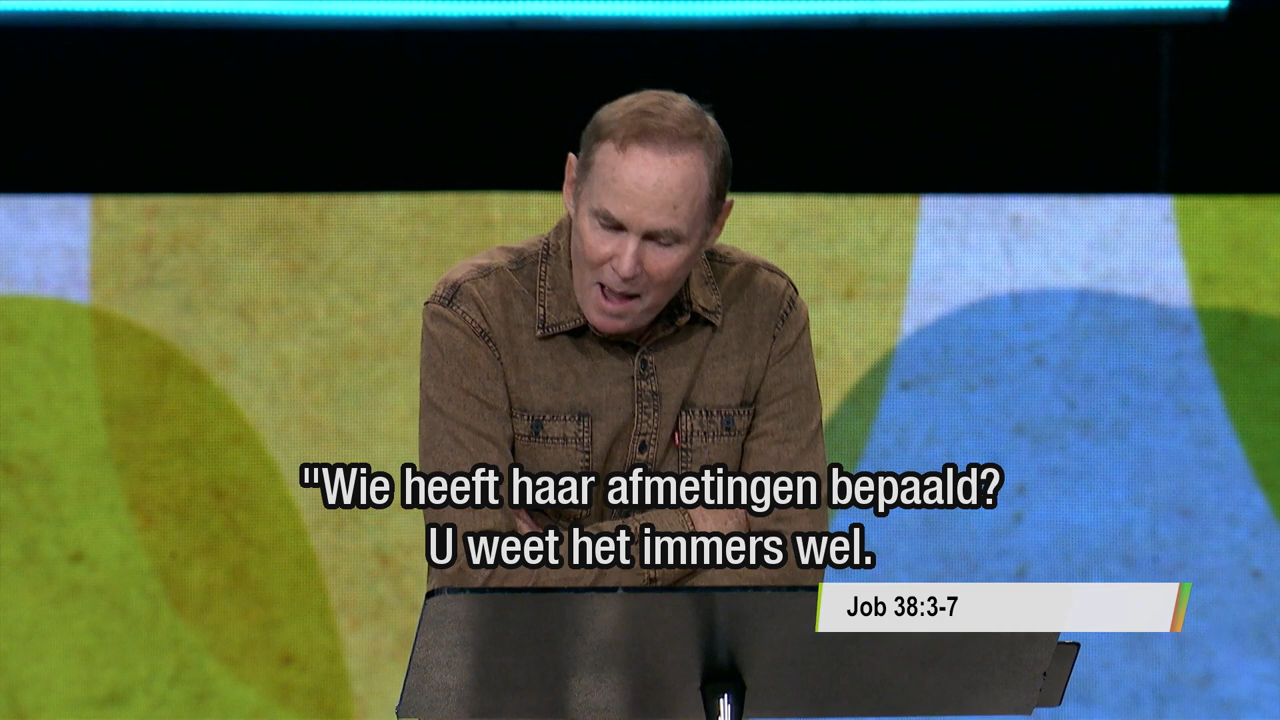 "Wie heeft haar afmetingen bepaald?
U weet het immers wel.
Job 38:3-7